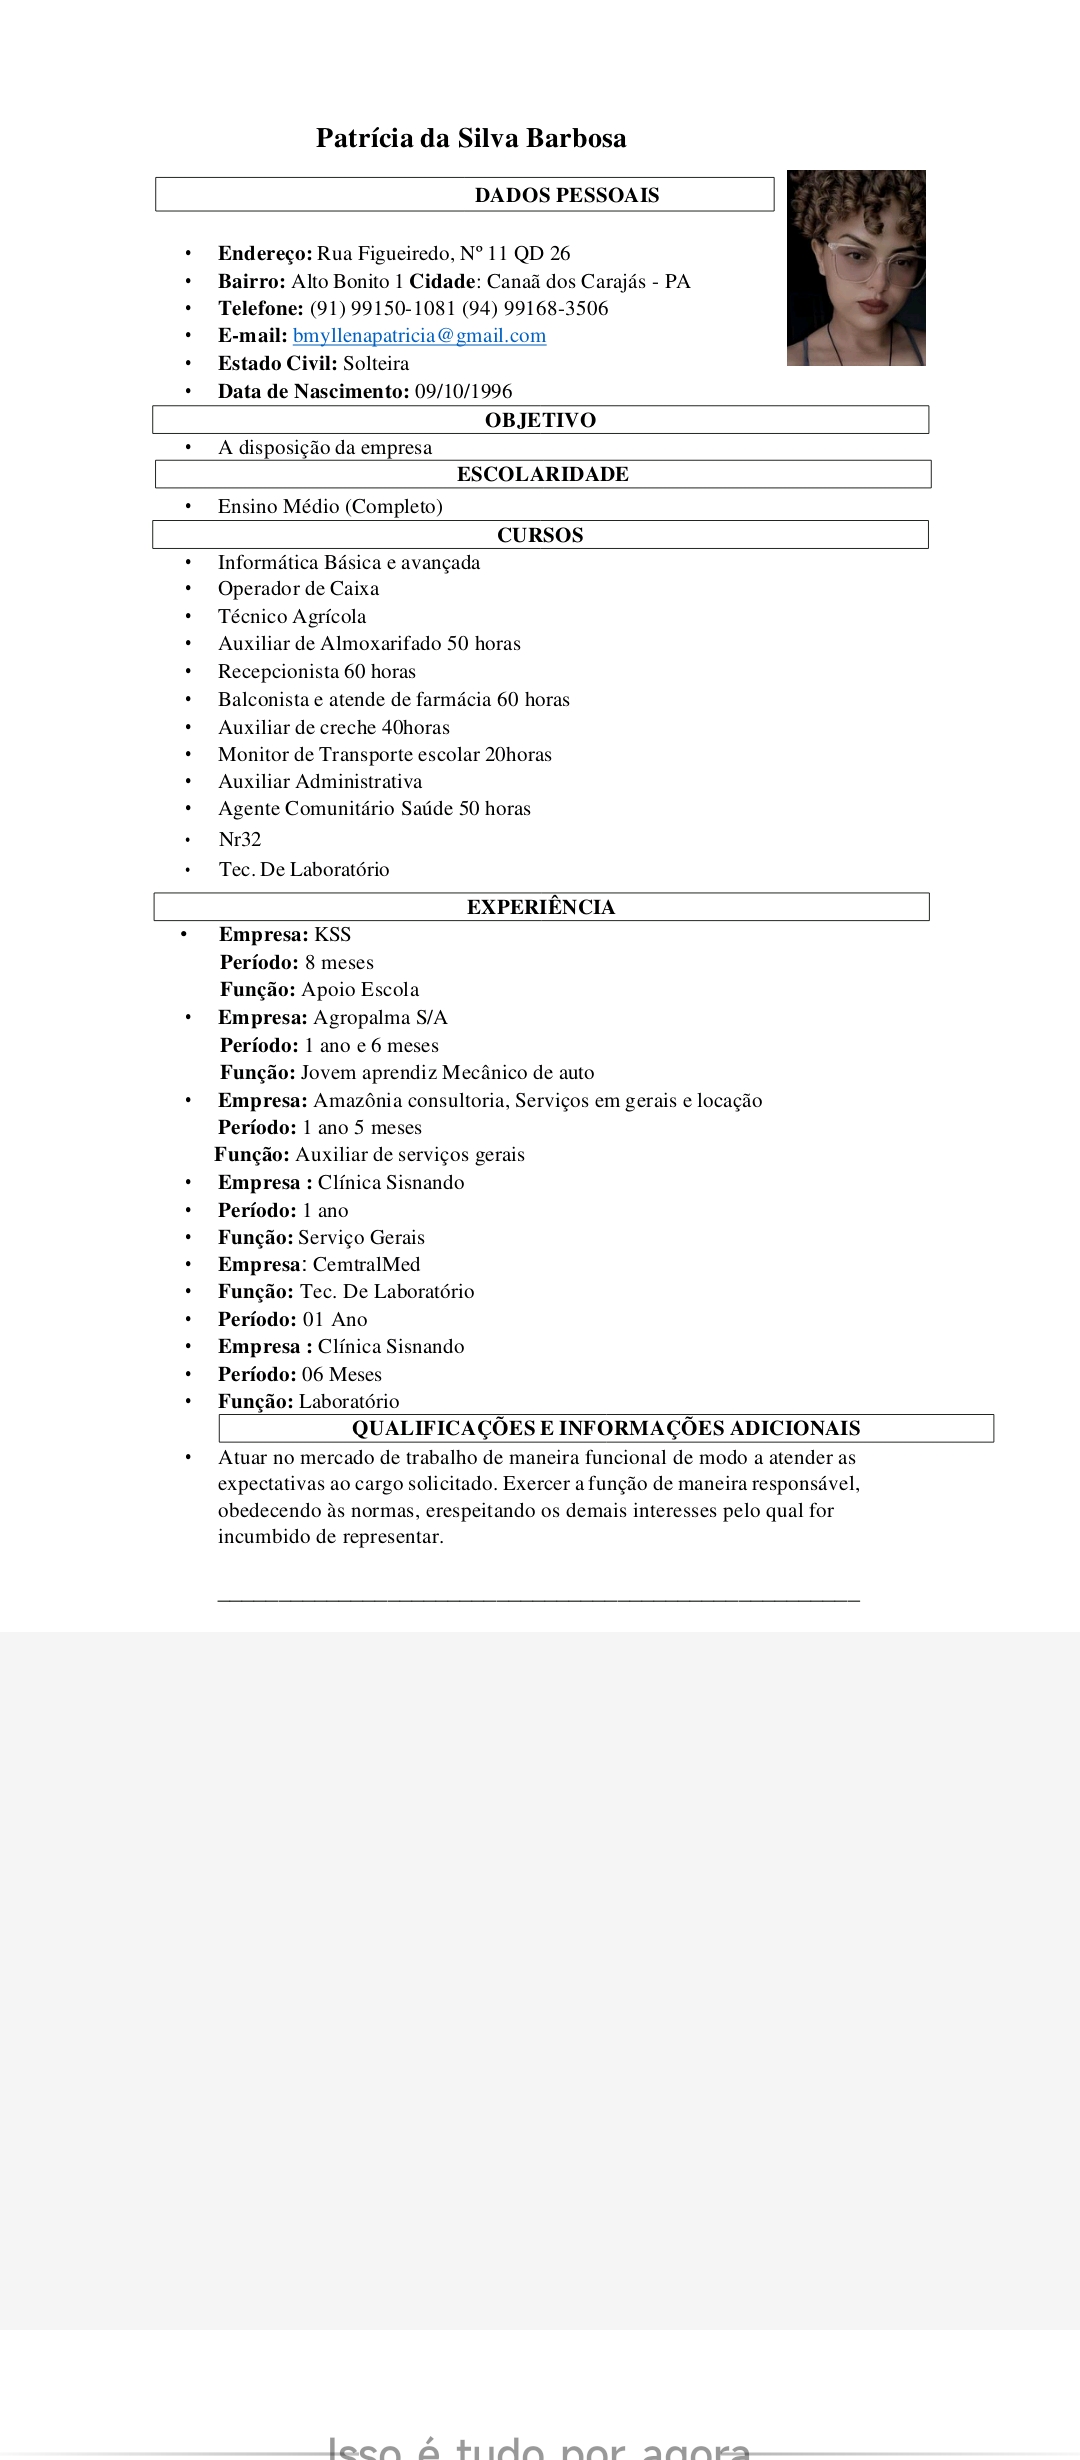 Patrícia da Silva Barbosa
DADOS PESSOAIS
• Endereço: Rua Figueiredo, Nº 11 QD 26
• Bairro: Alto Bonito 1 Cidade: Canaã dos Carajás - PA
• Telefone: (91) 99150-1081 (94) 99168-3506
• E-mail: bmyllenapatricia@gmail.com
• Estado Civil: Solteira
• Data de Nascimento: 09/10/1996
OBJETIVO
• A disposição da empresa
ESCOLARIDADE
• Ensino Médio (Completo)
CURSOS
• Informática Básica e avançada
• Operador de Caixa
• Técnico Agrícola
• Auxiliar de Almoxarifado 50 horas
• Recepcionista 60 horas
• Balconista e atende de farmácia 60 horas
• Auxiliar de creche 40horas
• Monitor de Transporte escolar 20horas
• Auxiliar Administrativa
• Agente Comunitário Saúde 50 horas
• Nr32
• Tec. De Laboratório
EXPERIÊNCIA
• Empresa: KSS
Período: 8 meses
Função: Apoio Escola
• Empresa: Agropalma S/A
Período: 1 ano e 6 meses
Função: Jovem aprendiz Mecânico de auto
• Empresa: Amazônia consultoria, Serviços em gerais e locação
Período: 1 ano 5 meses
Função: Auxiliar de serviços gerais
• Empresa : Clínica Sisnando
• Período: 1 ano
• Função: Serviço Gerais
• Empresa: CemtralMed
• Função: Tec. De Laboratório
• Período: 01 Ano
• Empresa : Clínica Sisnando
• Período: 06 Meses
• Função: Laboratório
QUALIFICAÇÕES E INFORMAÇÕES ADICIONAIS
• Atuar no mercado de trabalho de maneira funcional de modo a atender as
expectativas ao cargo solicitado. Exercer a função de maneira responsável,
obedecendo às normas, erespeitando os demais interesses pelo qual for
incumbido de representar.
Isso é tudo por agora